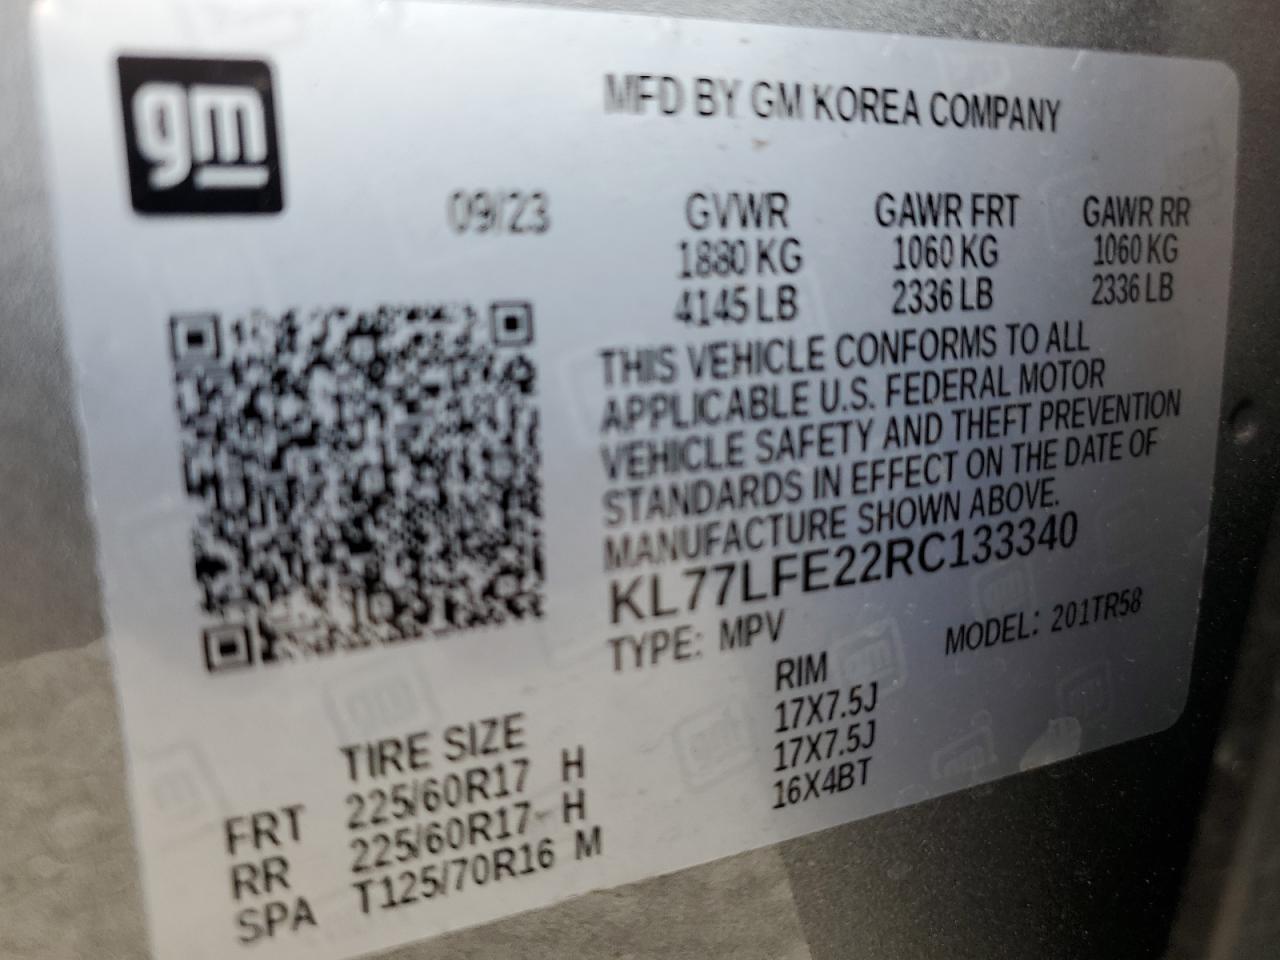 gm
MFD BY GM KOREA COMPANY
09/23
GVWR GAWR FRT GAWR RR
1880 KG 1060 KG 1060 KG
4145 LB 2336 LB 2336 LB
THIS VEHICLE CONFORMS TO ALL
APPLICABLE U.S. FEDERAL MOTOR
VEHICLE SAFETY AND THEFT PREVENTION
STANDARDS IN EFFECT ON THE DATE OF
MANUFACTURE SHOWN ABOVE.
KL77LFE22RC133340
TYPE: MPV MODEL: 201TR58
TIRE SIZE RIM
FRT 225/60R17 H 17X7.5J
RR 225/60R17 H 17X7.5J
SPA T125/70R16 M 16X4BT